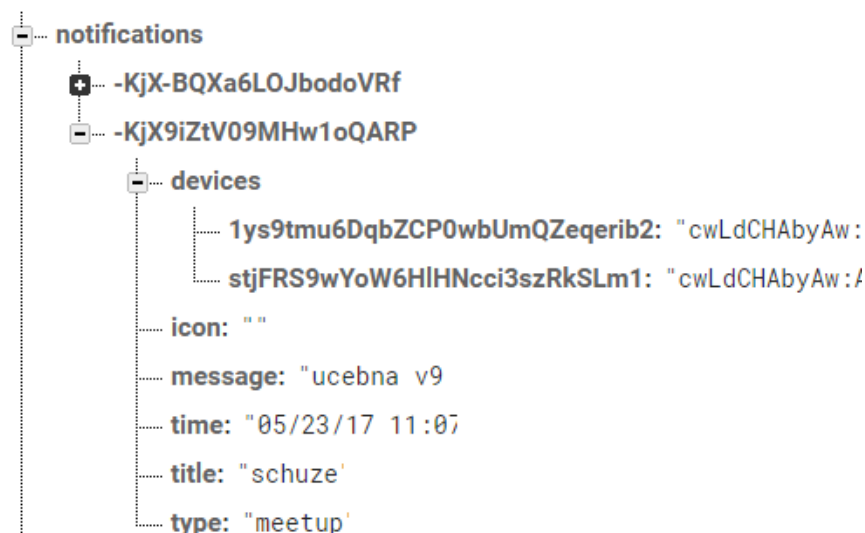 notifications
-KjX-BQXa6LOJbodoVRf
-KjX9iZtV09MHw1oQARP
devices
1ys9tmu6DqbZCP0wbUmQZeqerib2: "cwLdCHAbyAw:
stjFRS9wYoW6HlHNcci3szRkSLm1: "cwLdCHAbyAw:A
icon: ""
message: "ucebna v9
time: "05/23/17 11:07
title: "schuze'
type: "meetup'